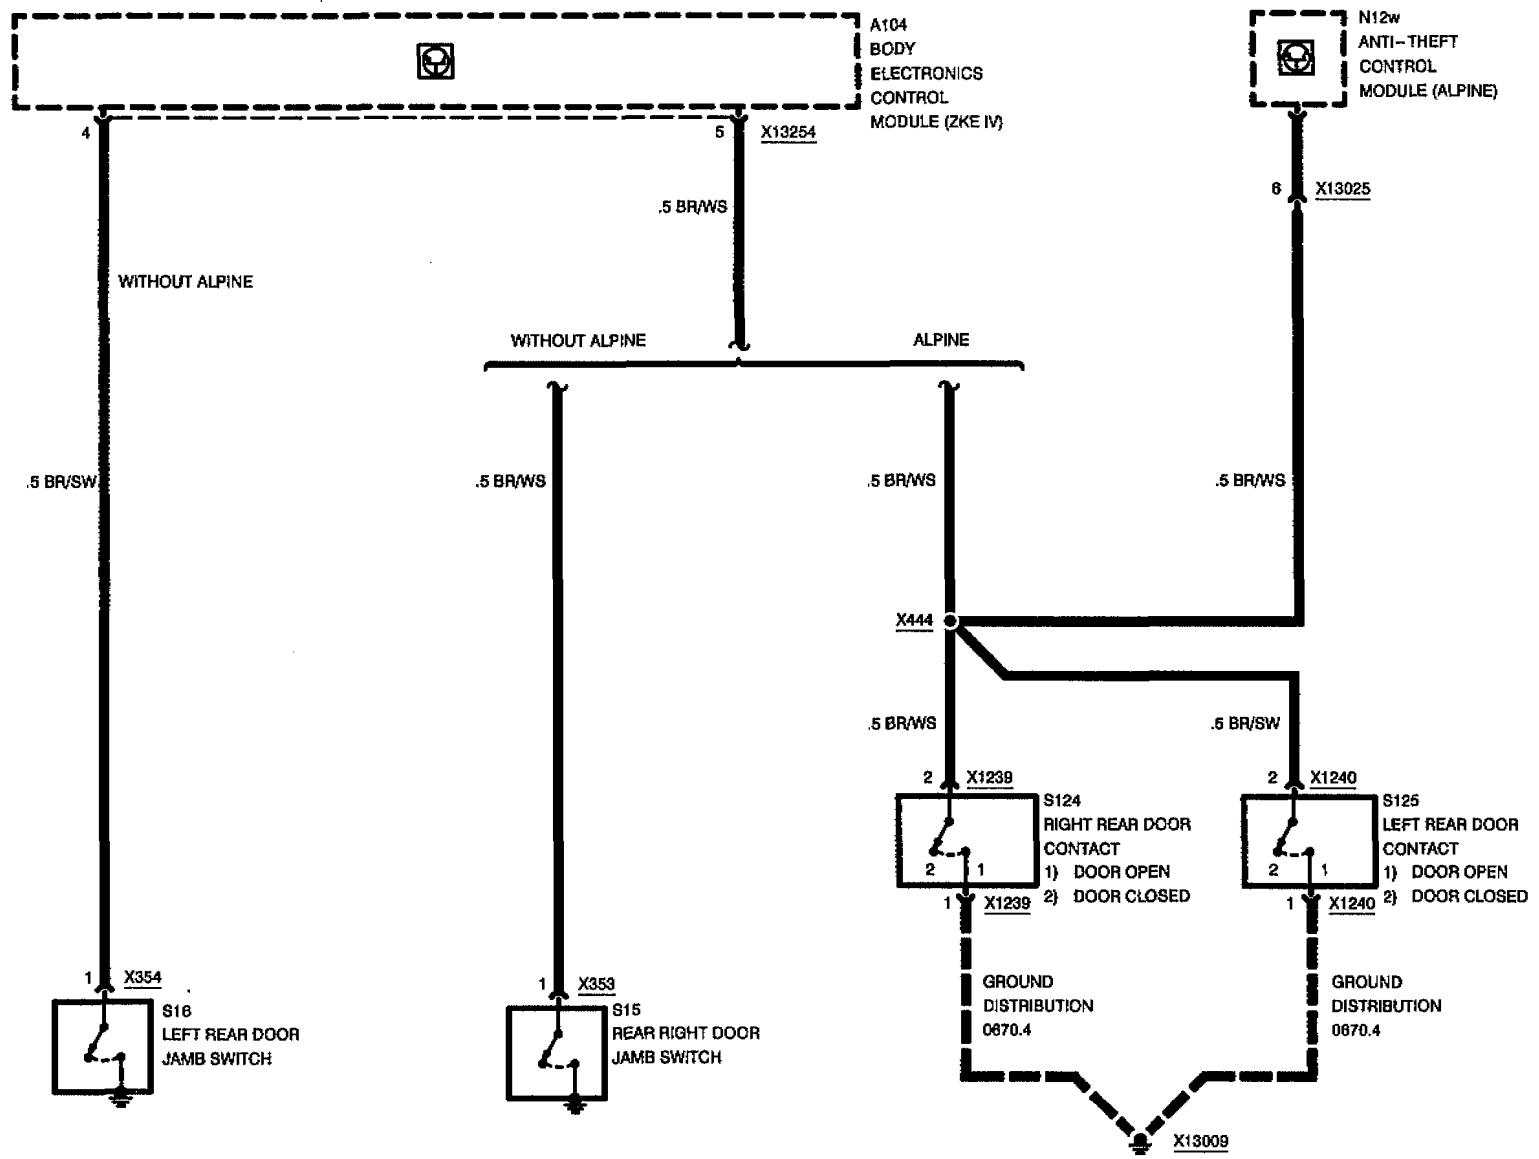 A104
BODY
ELECTRONICS
CONTROL
MODULE (ZKE IV)
N12w
ANTI-THEFT
CONTROL
MODULE (ALPINE)
4
5
X13254
6
X13025
.5 BR/WS
WITHOUT ALPINE
WITHOUT ALPINE
ALPINE
.5 BR/SW
.5 BR/WS
.5 BR/WS
.5 BR/WS
X444
.5 BR/WS
.5 BR/SW
2
X1239
2
X1240
S124
RIGHT REAR DOOR
CONTACT
1) DOOR OPEN
2) DOOR CLOSED
2
1
S125
LEFT REAR DOOR
CONTACT
1) DOOR OPEN
2) DOOR CLOSED
2
1
1
X1239
1
X1240
1
X354
S16
LEFT REAR DOOR
JAMB SWITCH
1
X353
S15
REAR RIGHT DOOR
JAMB SWITCH
GROUND
DISTRIBUTION
0670.4
GROUND
DISTRIBUTION
0670.4
X13009